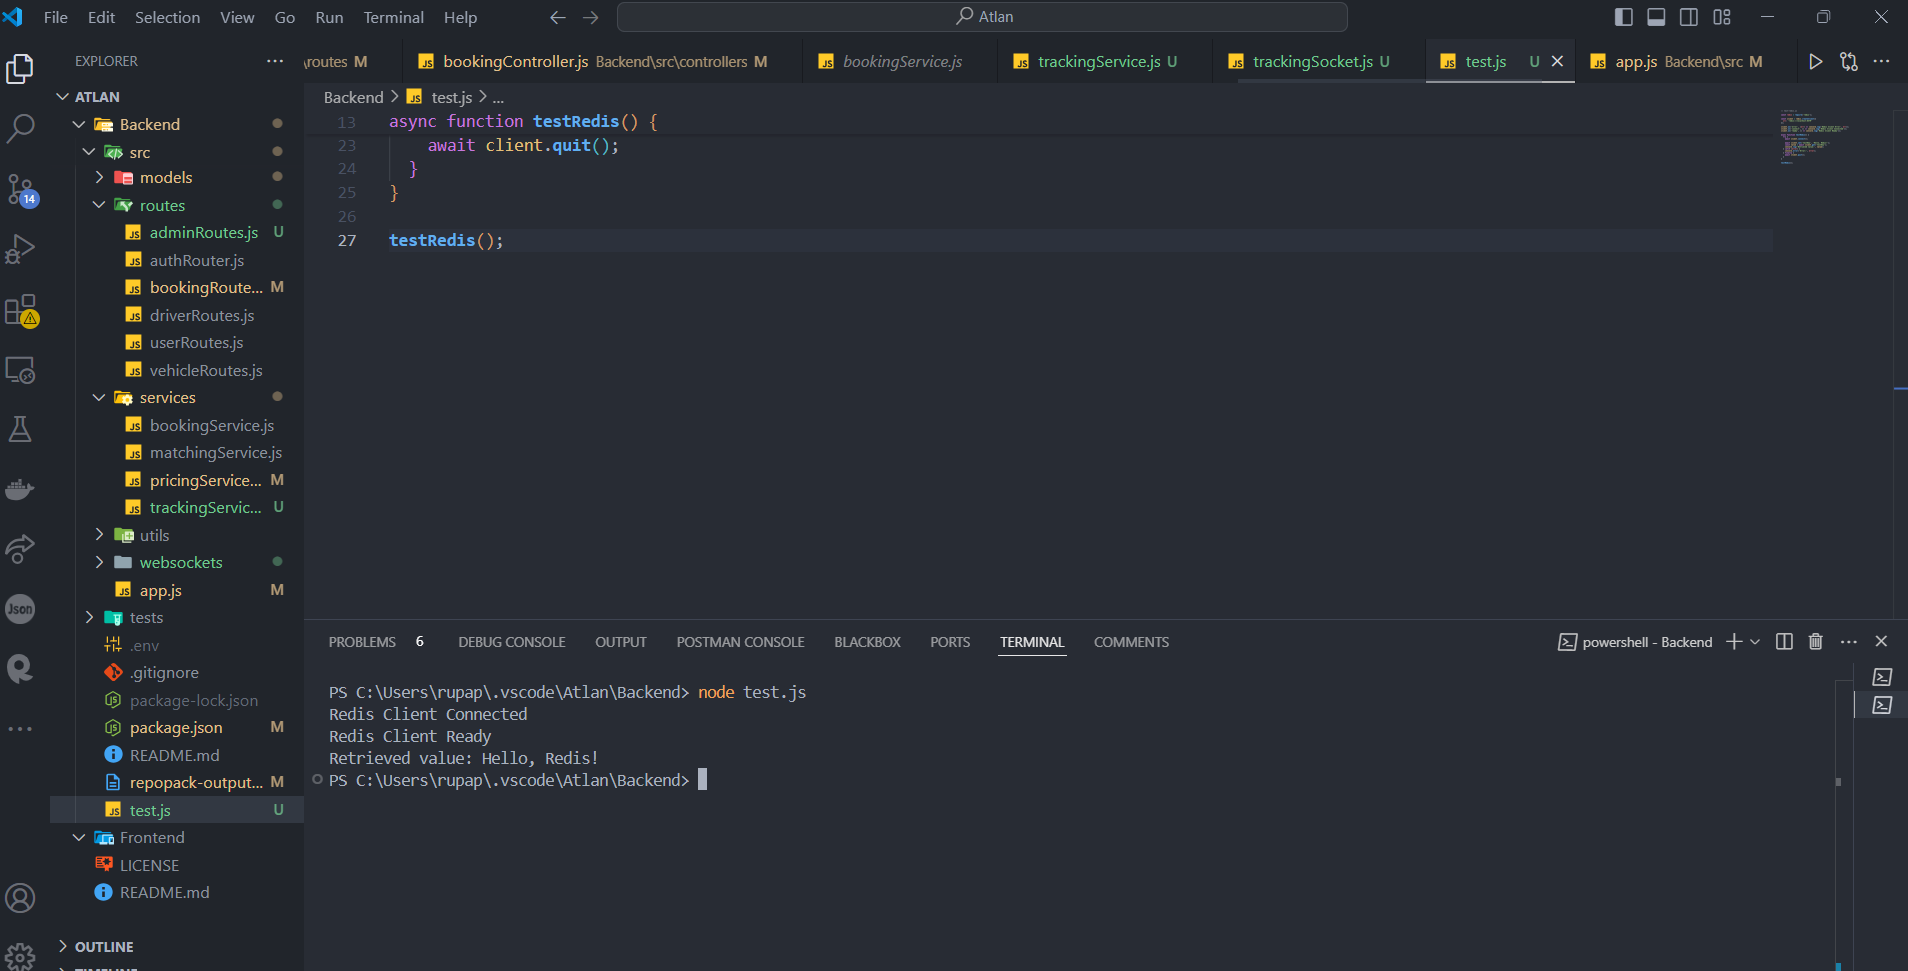 File Edit Selection View Go Run Terminal Help
Atlan
EXPLORER
\routes M
bookingController.js Backend\src\controllers M
bookingService.js
trackingService.js U
trackingSocket.js U
test.js U
app.js Backend\src M
ATLAN
Backend
src
models
routes
adminRoutes.js U
authRouter.js
bookingRoute... M
driverRoutes.js
userRoutes.js
vehicleRoutes.js
services
bookingService.js
matchingService.js
pricingService... M
trackingServic... U
utils
websockets
app.js M
tests
.env
.gitignore
package-lock.json
package.json M
README.md
repopack-output... M
test.js U
Frontend
LICENSE
README.md
OUTLINE
TIMELINE
14
Json
Backend > test.js > ...
13 async function testRedis() {
23 await client.quit();
24 }
25 }
26
27 testRedis();
PROBLEMS 6 DEBUG CONSOLE OUTPUT POSTMAN CONSOLE BLACKBOX PORTS TERMINAL COMMENTS
powershell - Backend
PS C:\Users\rupap\.vscode\Atlan\Backend> node test.js
Redis Client Connected
Redis Client Ready
Retrieved value: Hello, Redis!
PS C:\Users\rupap\.vscode\Atlan\Backend>